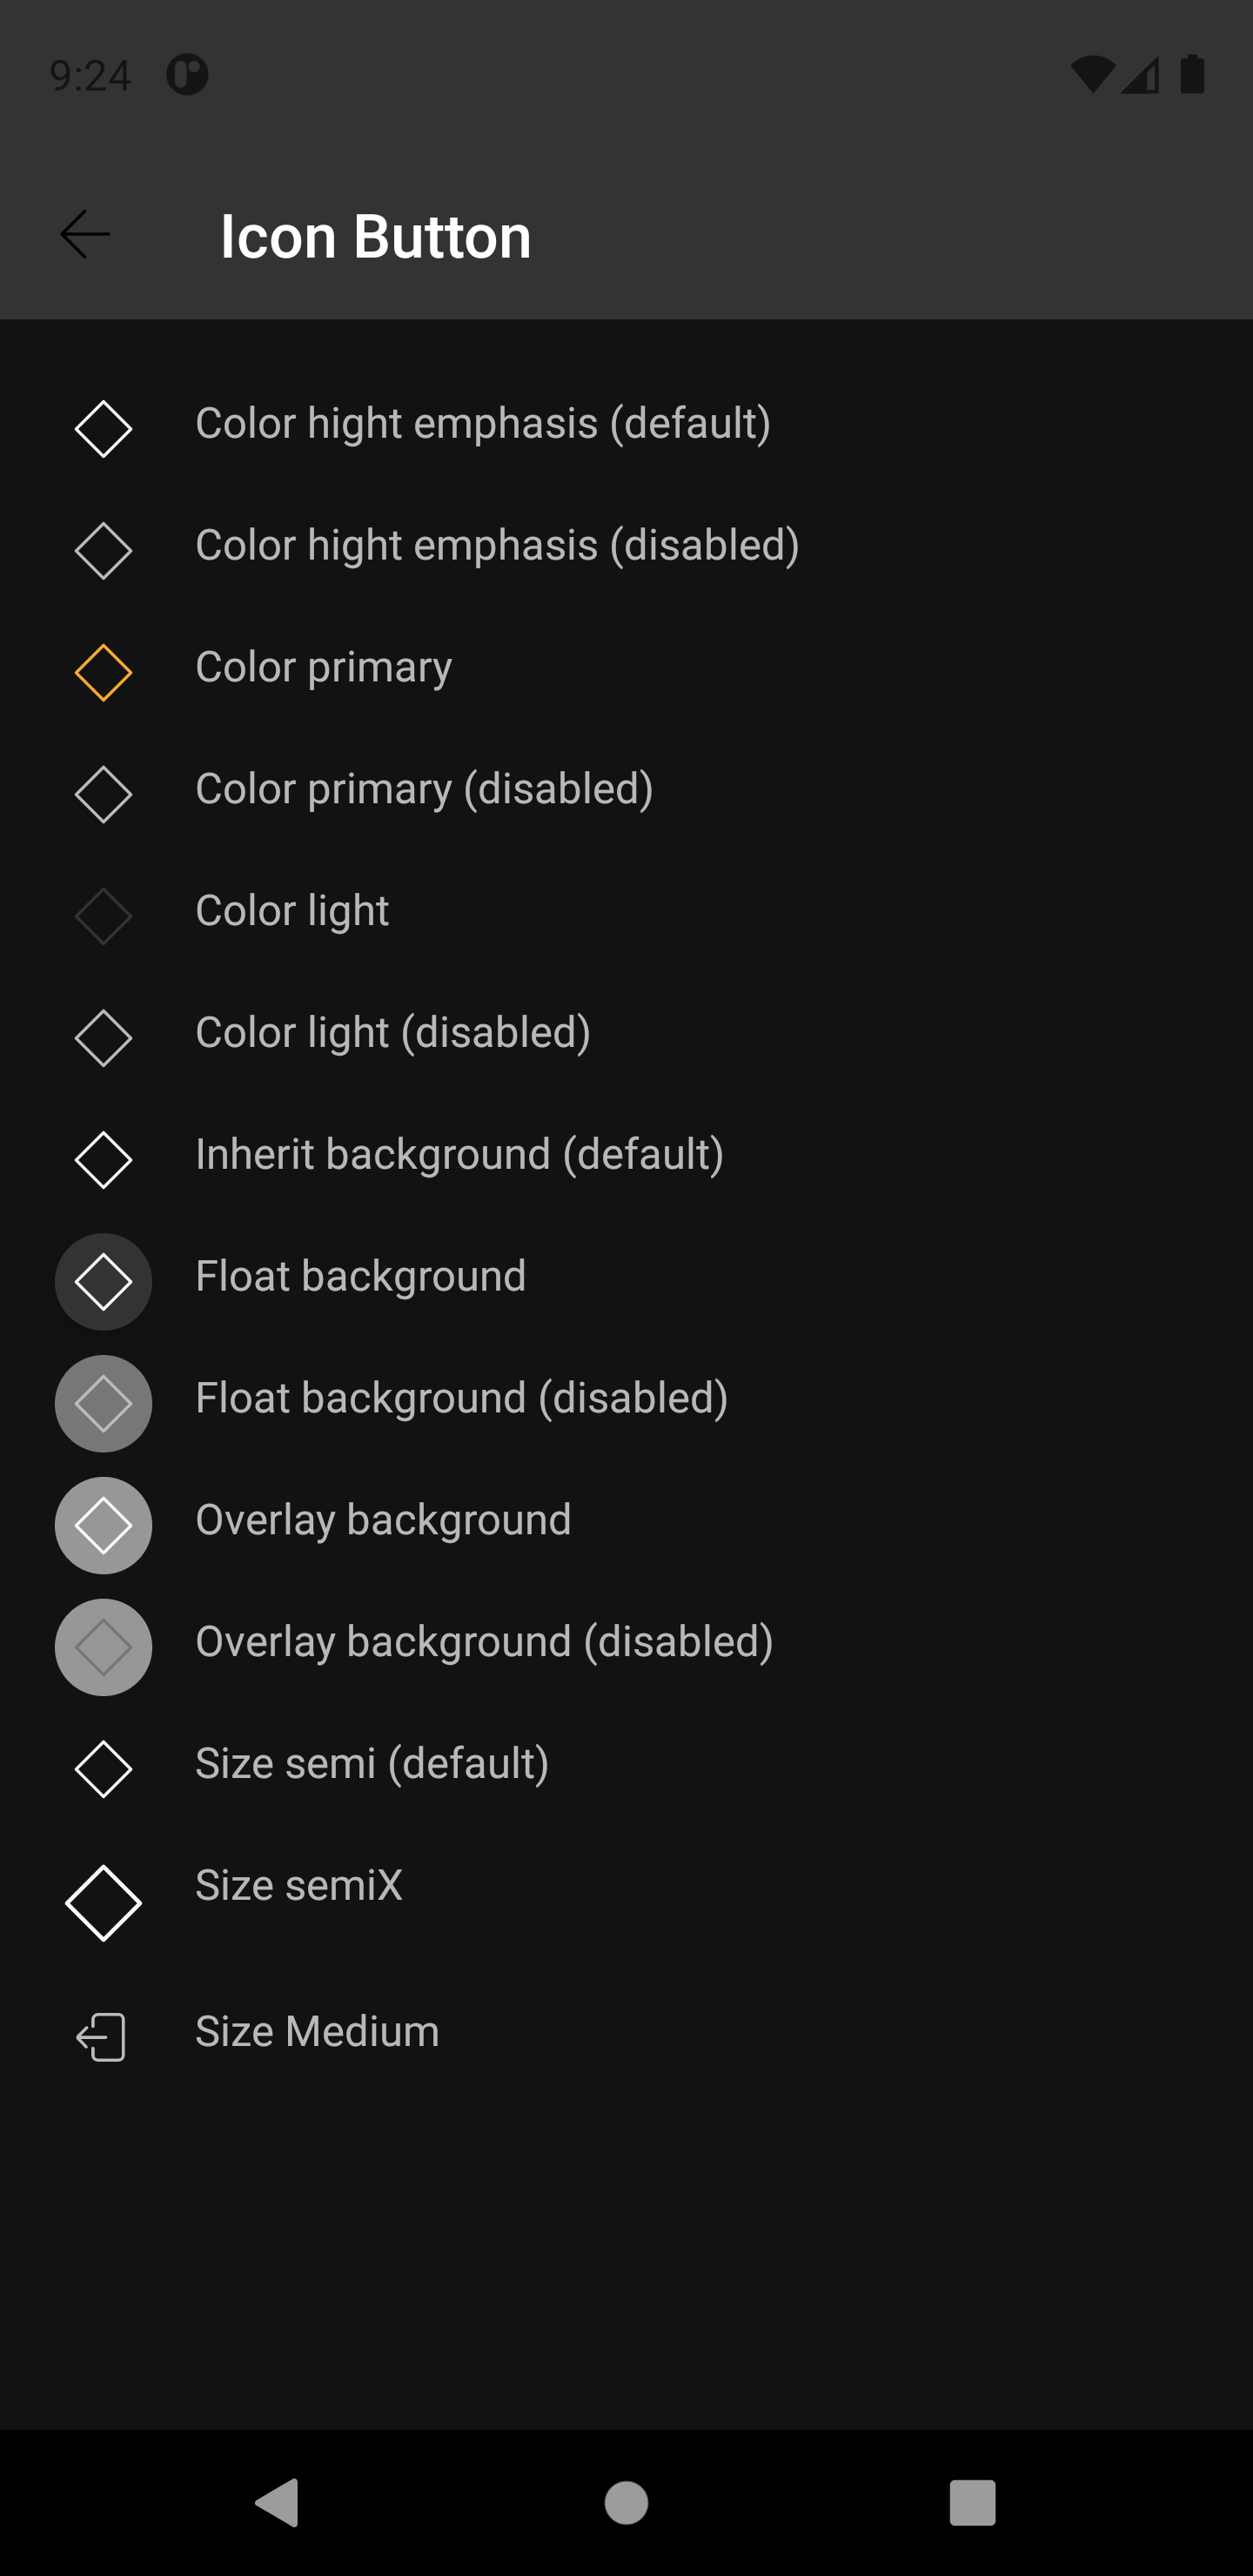 9:24
Icon Button
Color hight emphasis (default)
Color hight emphasis (disabled)
Color primary
Color primary (disabled)
Color light
Color light (disabled)
Inherit background (default)
Float background
Float background (disabled)
Overlay background
Overlay background (disabled)
Size semi (default)
Size semiX
Size Medium